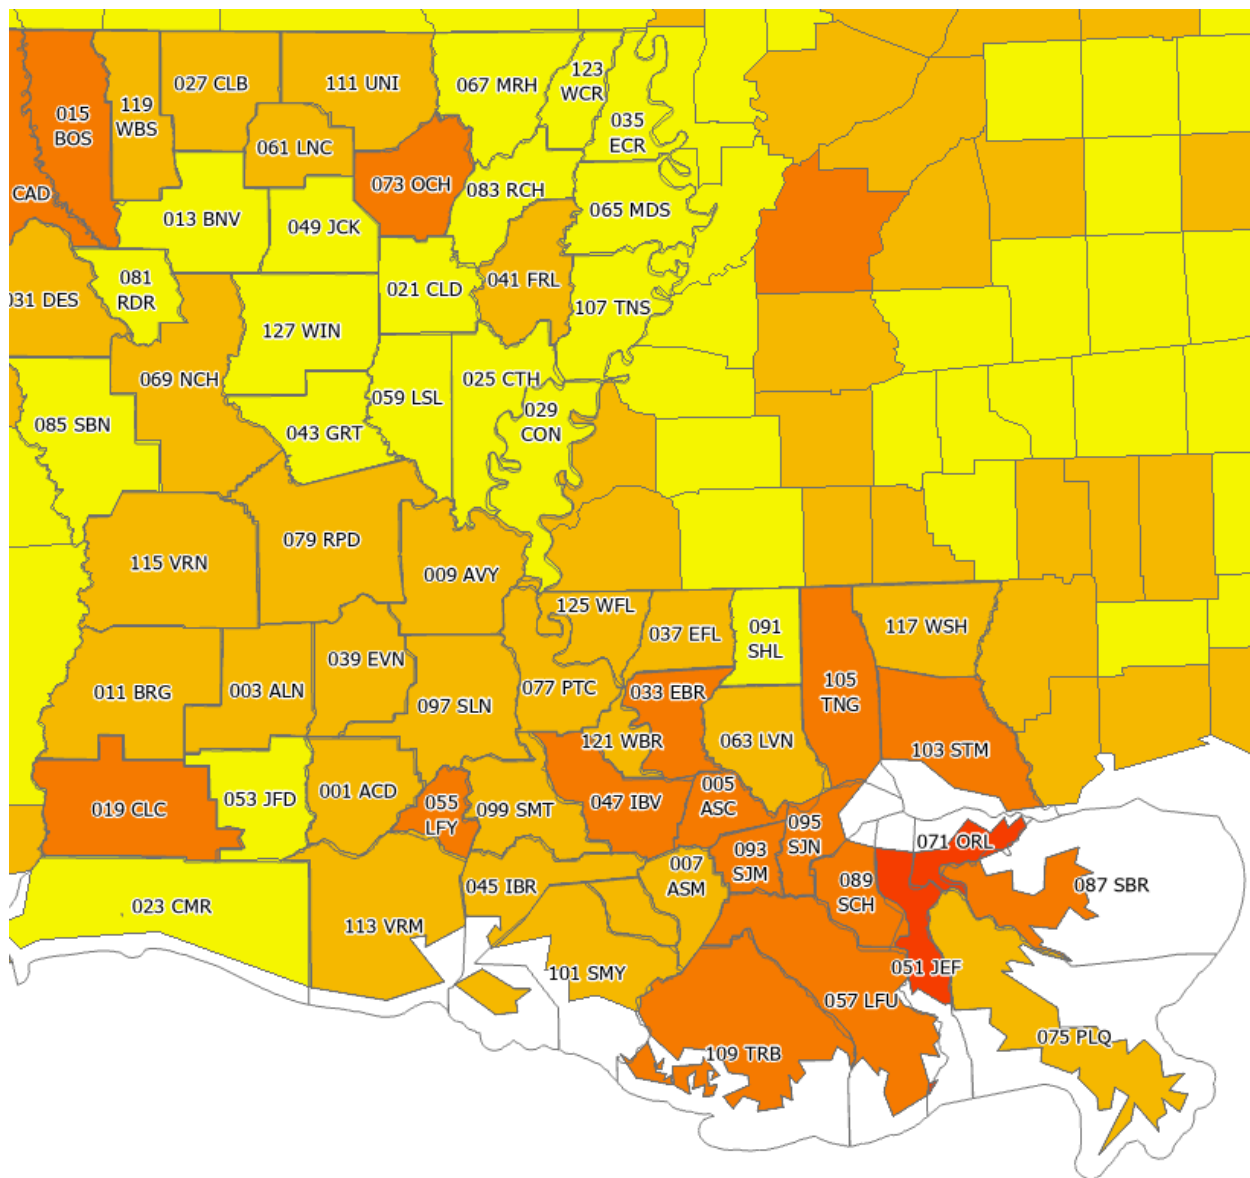 027 CLB
111 UNI
067 MRH
123
WCR
015
BOS
119
WBS
035
ECR
061 LNC
CAD
073 OCH
083 RCH
013 BNV
049 JCK
065 MDS
031 DES
081
RDR
021 CLD
041 FRL
107 TNS
127 WIN
069 NCH
059 LSL
025 CTH
085 SBN
043 GRT
029
CON
115 VRN
079 RPD
009 AVY
125 WFL
037 EFL
091
SHL
117 WSH
011 BRG
003 ALN
039 EVN
097 SLN
077 PTC
033 EBR
105
TNG
121 WBR
063 LVN
103 STM
019 CLC
053 JFD
001 ACD
055
LFY
099 SMT
047 IBV
005
ASC
095
SJN
071 ORL
093
SJM
007
ASM
089
SCH
087 SBR
023 CMR
113 VRM
045 IBR
101 SMY
051 JEF
057 LFU
109 TRB
075 PLQ